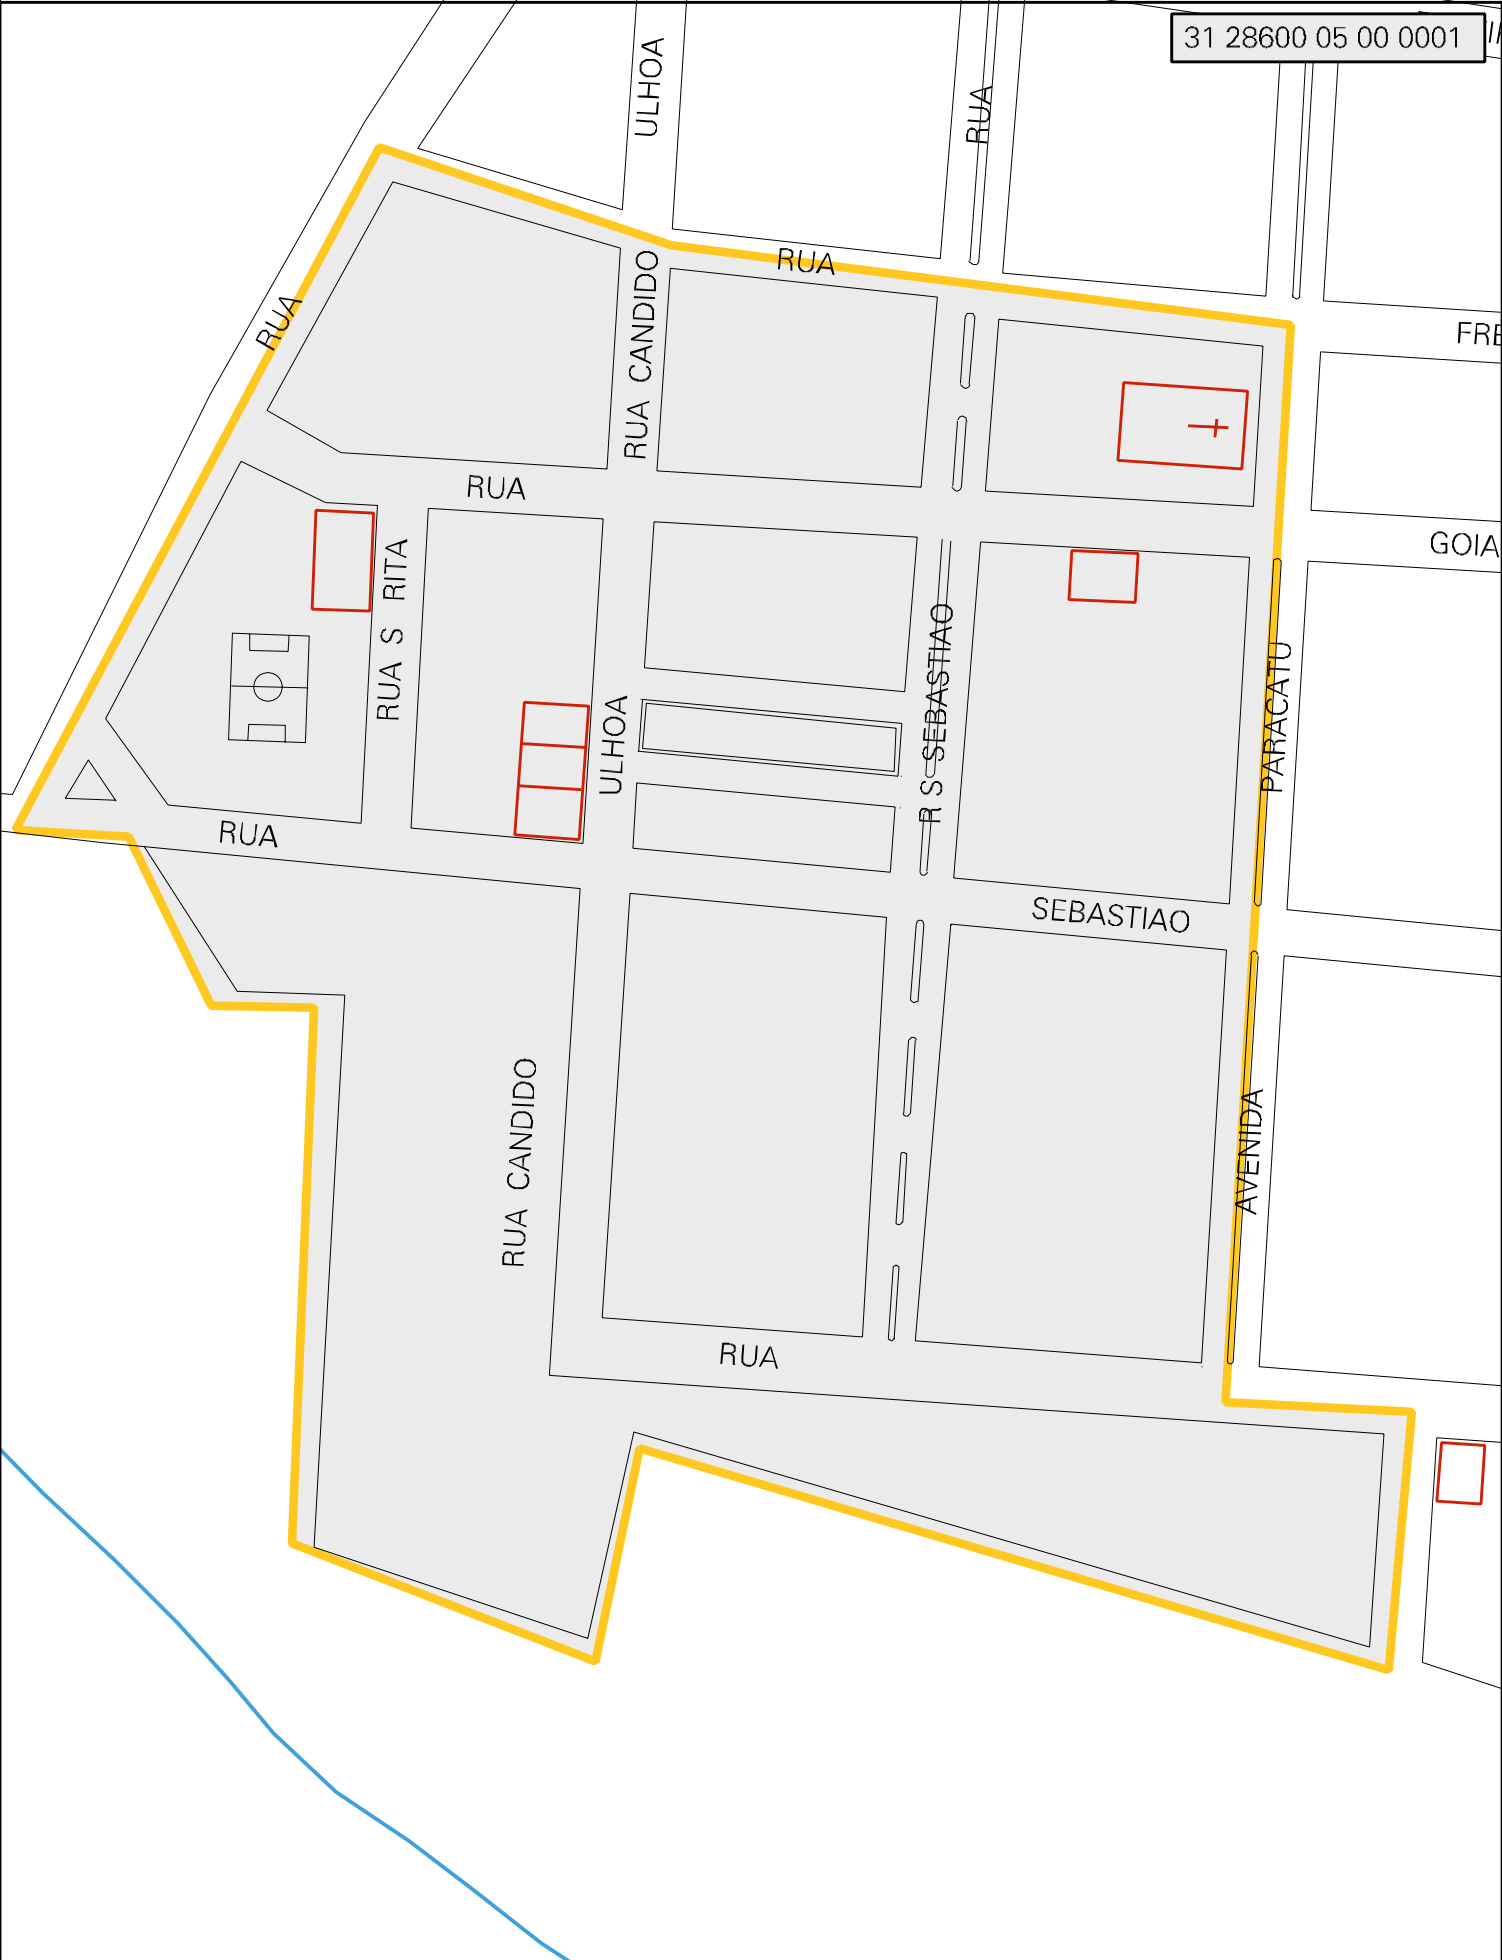 31 28600 05 00 0001
ULHOA
RUA
RUA
RUA
RUA CANDIDO
FRE
RUA
GOIA
RUA S RITA
ULHOA
R S SEBASTIAO
PARACATU
RUA
SEBASTIAO
RUA CANDIDO
AVENIDA
RUA